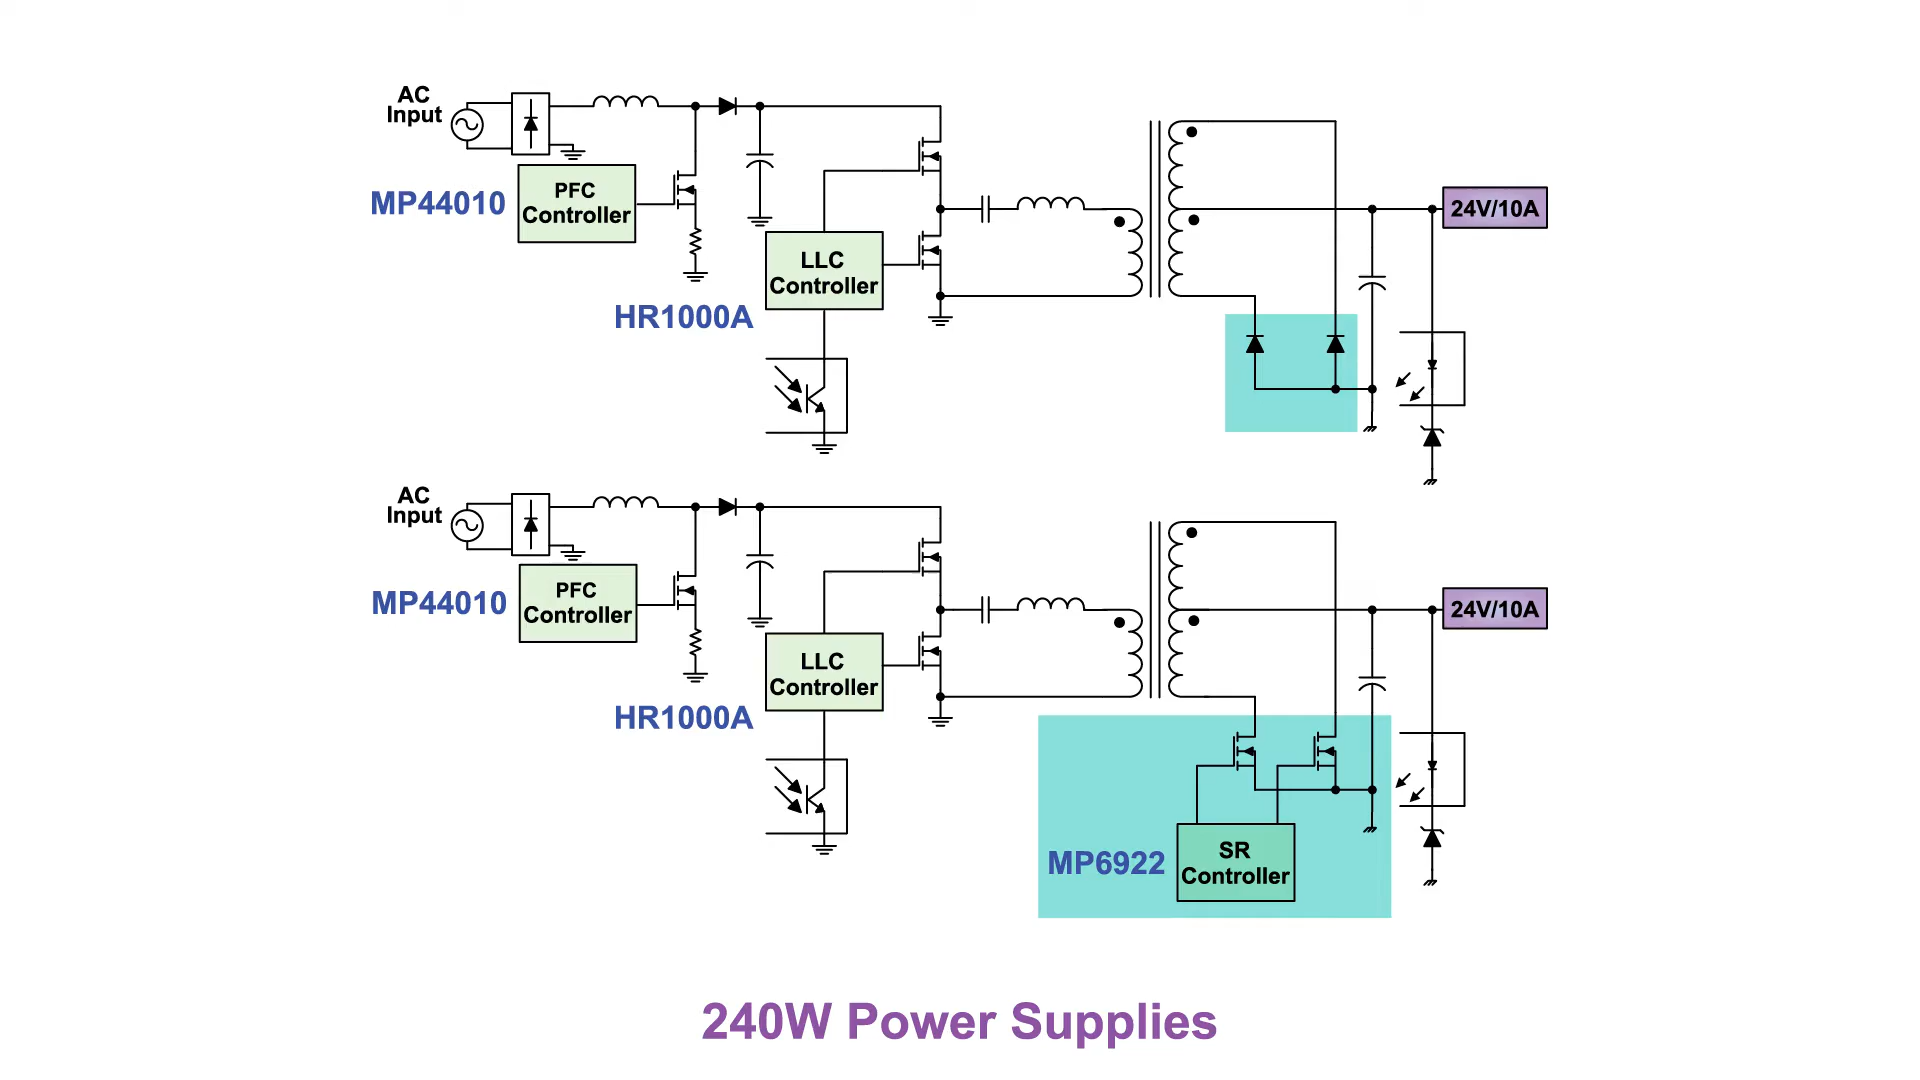 AC
Input
MP44010
PFC
Controller
HR1000A
LLC
Controller
24V/10A
AC
Input
MP44010
PFC
Controller
HR1000A
LLC
Controller
24V/10A
MP6922
SR
Controller
240W Power Supplies